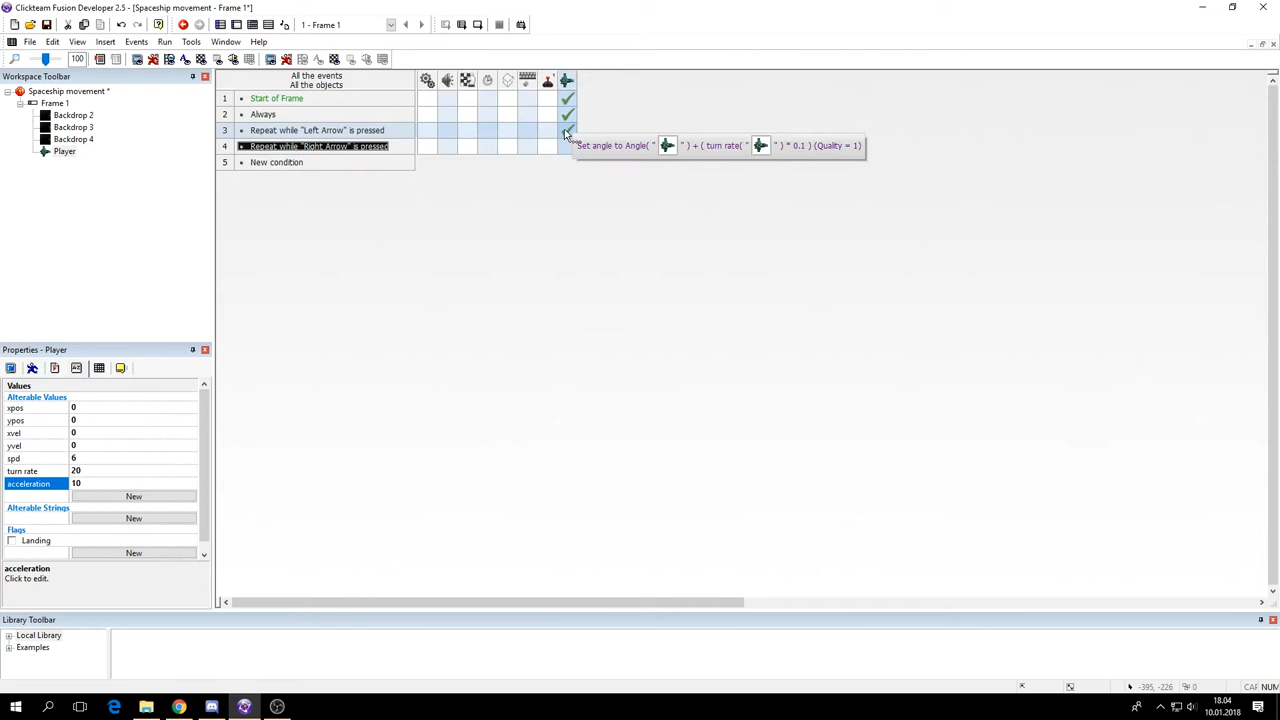 Clickteam Fusion Developer 2.5 - [Spaceship movement - Frame 1*]
1 - Frame 1
File Edit View Insert Events Run Tools Window Help
100
Workspace Toolbar
Spaceship movement *
Frame 1
Backdrop 2
Backdrop 3
Backdrop 4
Player
All the events
All the objects
1 • Start of Frame
2 • Always
3 • Repeat while "Left Arrow" is pressed
4 • Repeat while "Right Arrow" is pressed
5 • New condition
Set angle to Angle( " " ) + ( turn rate( " " ) * 0.1 ) (Quality = 1)
Properties - Player
Values
Alterable Values
xpos 0
ypos 0
xvel 0
yvel 0
spd 6
turn rate 20
acceleration 10
New
Alterable Strings
New
Flags
Landing
New
acceleration
Click to edit.
Library Toolbar
Local Library
Examples
-395, -226
0
CAP NUM
18.04
10.01.2018